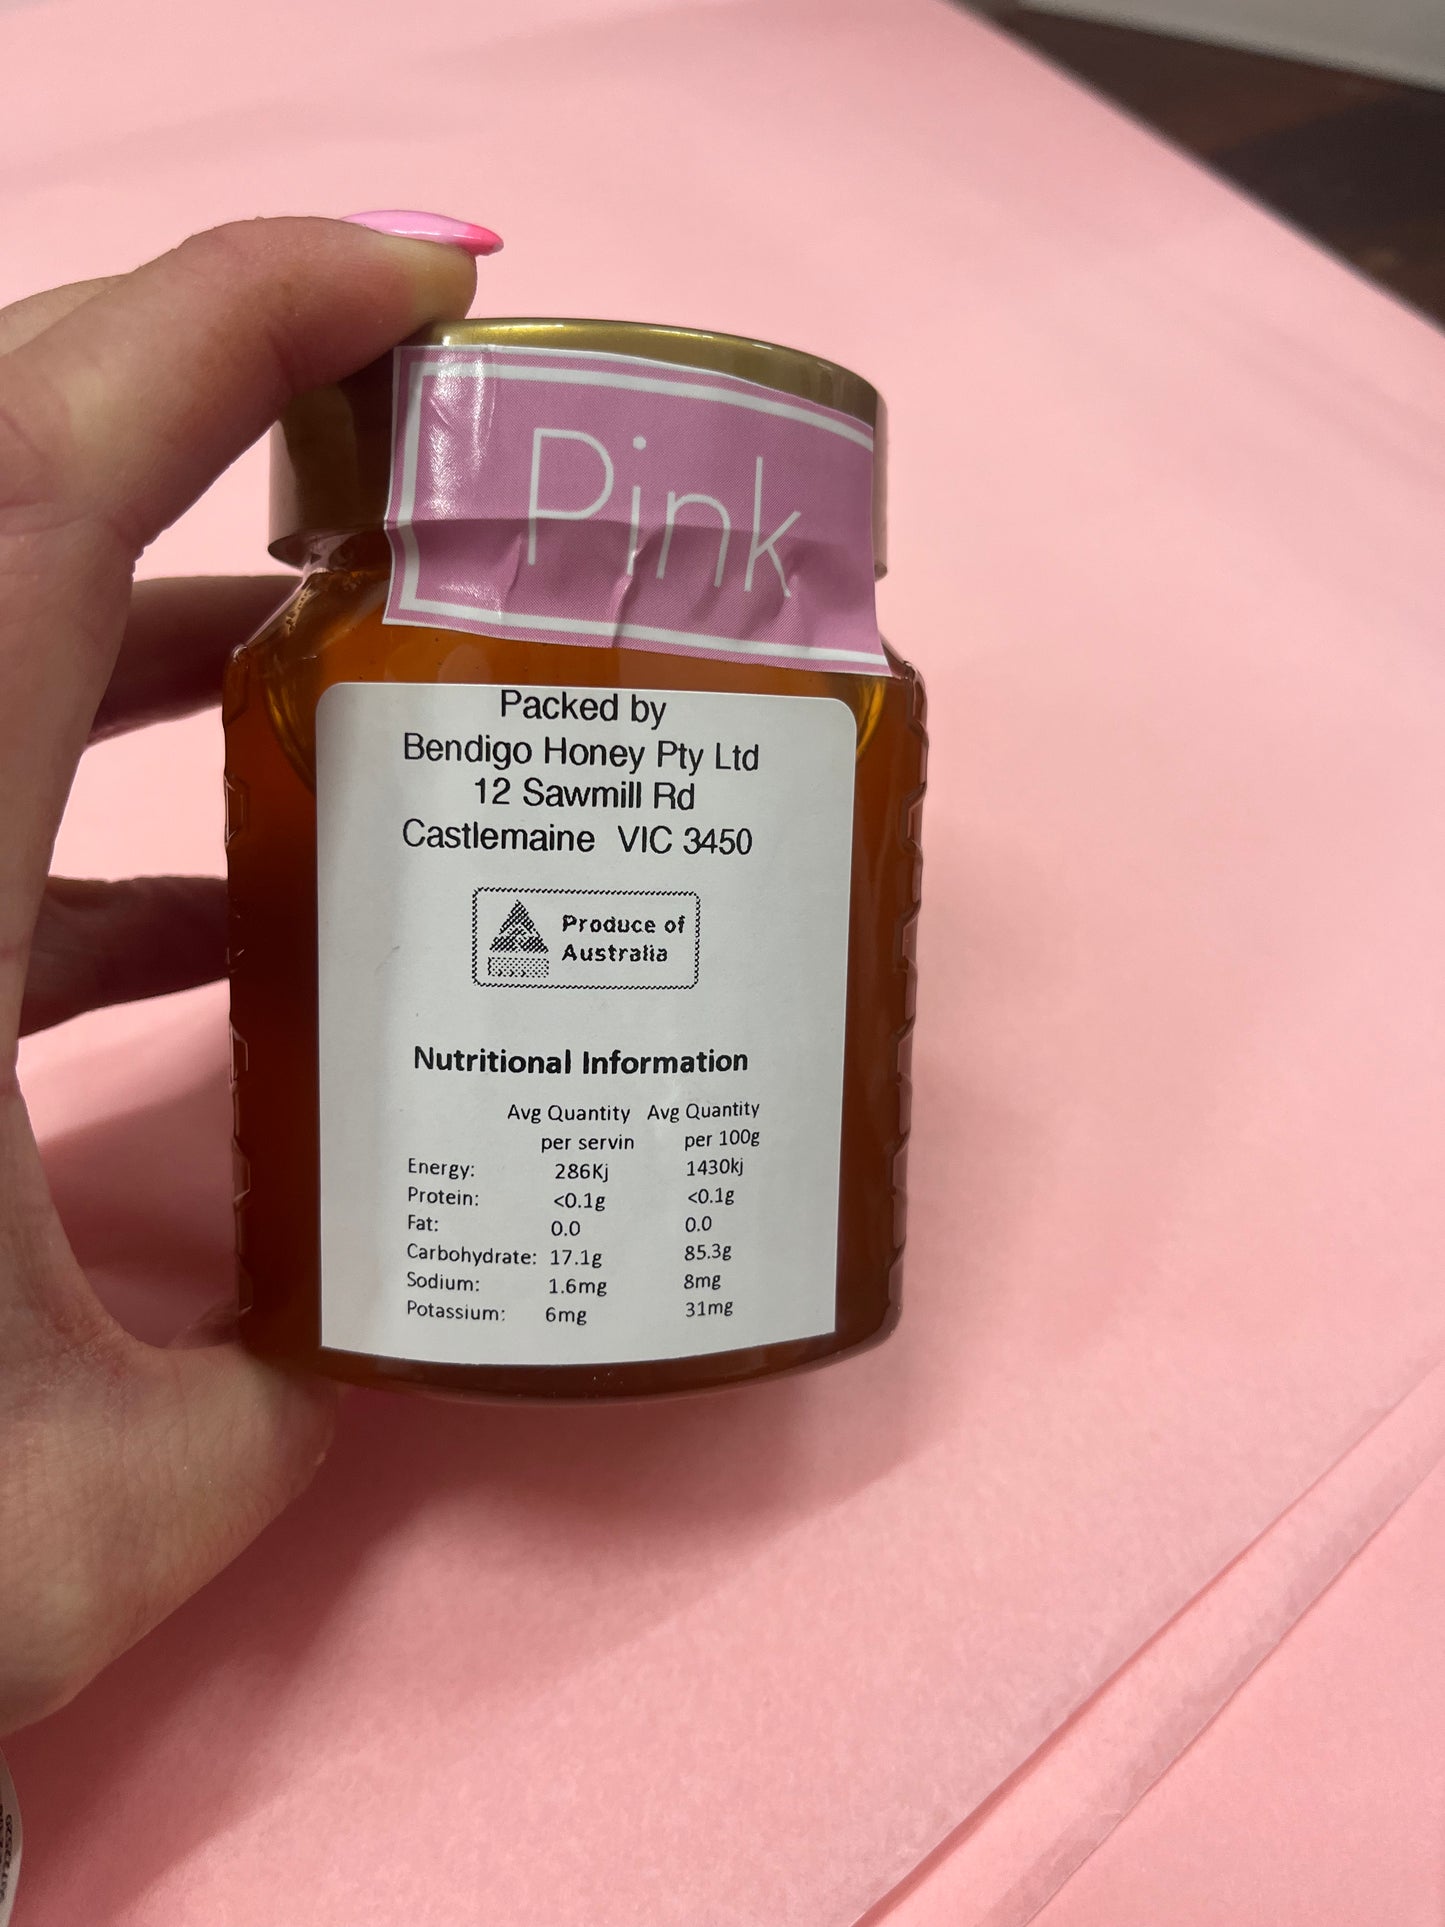 Pink
Packed by
Bendigo Honey Pty Ltd
12 Sawmill Rd
Castlemaine VIC 3450
Produce of
Australia
Nutritional Information
Avg Quantity Avg Quantity
per servin per 100g
Energy: 286Kj 1430kj
Protein: <0.1g <0.1g
Fat: 0.0 0.0
Carbohydrate: 17.1g 85.3g
Sodium: 1.6mg 8mg
Potassium: 6mg 31mg